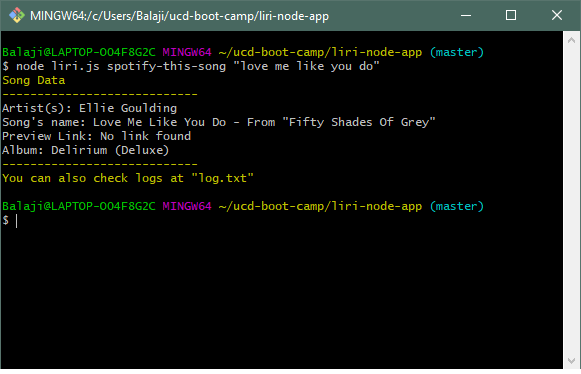 MINGW64:/c/Users/Balaji/ucd-boot-camp/liri-node-app
Balaji@LAPTOP-OO4F8G2C MINGW64 ~/ucd-boot-camp/liri-node-app (master)
$ node liri.js spotify-this-song "love me like you do"
Song Data
----------------------------
Artist(s): Ellie Goulding
Song's name: Love Me Like You Do - From "Fifty Shades Of Grey"
Preview Link: No link found
Album: Delirium (Deluxe)
----------------------------
You can also check logs at "log.txt"
Balaji@LAPTOP-OO4F8G2C MINGW64 ~/ucd-boot-camp/liri-node-app (master)
$